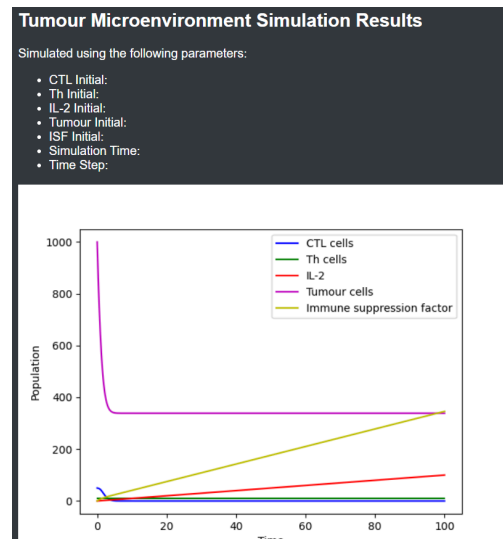 Tumour Microenvironment Simulation Results
Simulated using the following parameters:
CTL Initial:
Th Initial:
IL-2 Initial:
Tumour Initial:
ISF Initial:
Simulation Time:
Time Step:
CTL cells
Th cells
IL-2
Tumour cells
Immune suppression factor
Population
1000
800
600
400
200
0
0 20 40 60 80 100
Time